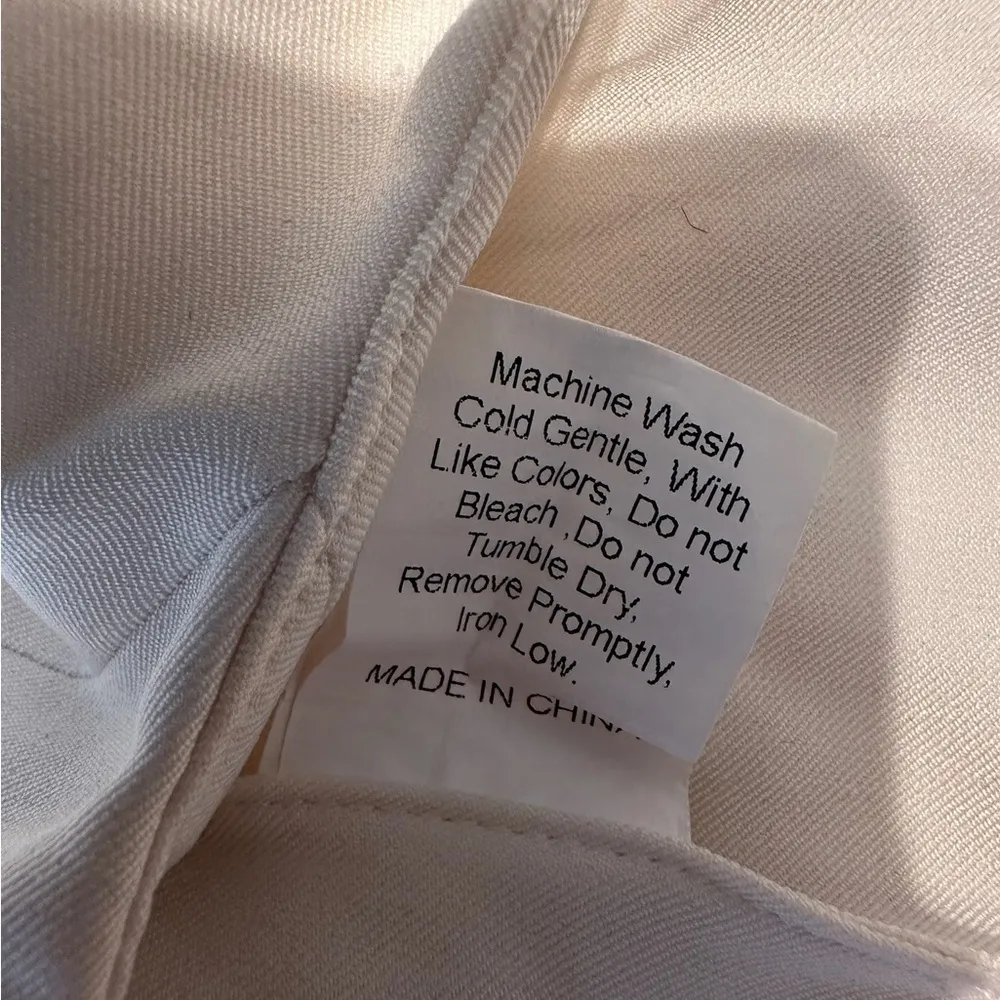 Machine Wash
Cold Gentle, With
Like Colors, Do not
Bleach ,Do not
Tumble Dry,
Remove Promptly,
Iron Low.
MADE IN CHINA